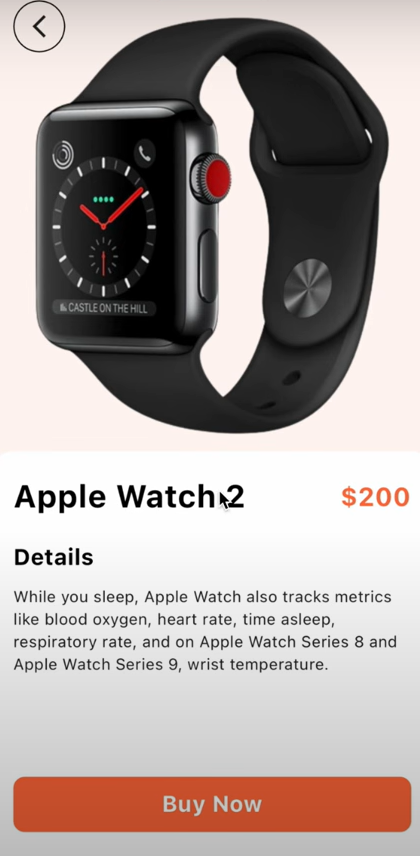 CASTLE ON THE HILL
Apple Watch 2
$200
Details
While you sleep, Apple Watch also tracks metrics
like blood oxygen, heart rate, time asleep,
respiratory rate, and on Apple Watch Series 8 and
Apple Watch Series 9, wrist temperature.
Buy Now